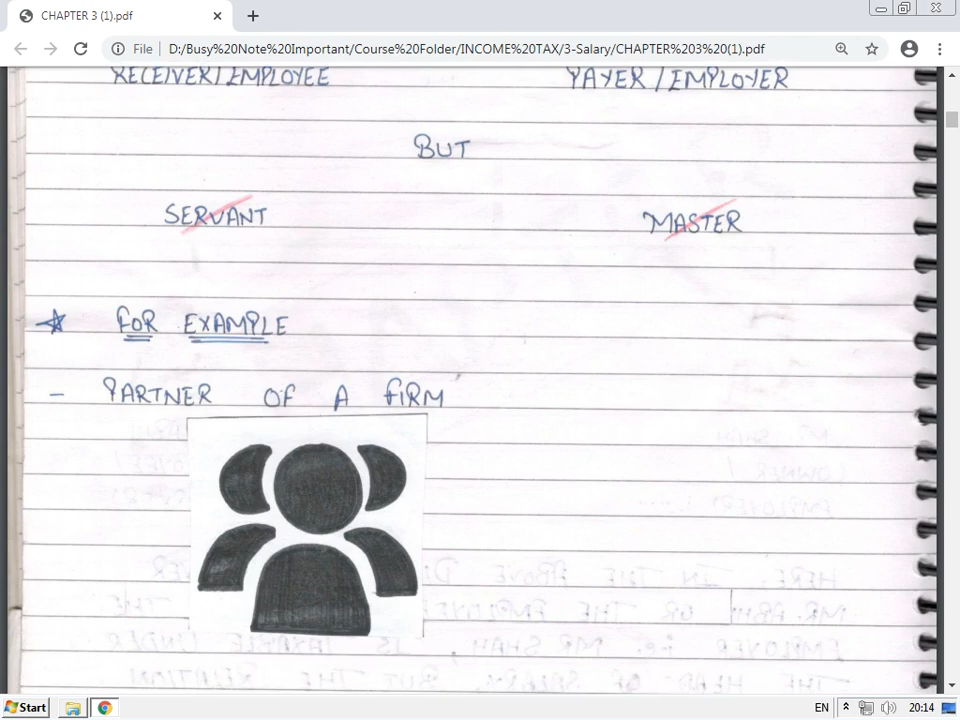 CHAPTER 3 (1).pdf
File D:/Busy%20Note%20Important/Course%20Folder/INCOME%20TAX/3-Salary/CHAPTER%203%20(1).pdf
RECEIVER/EMPLOYEE PAYER/EMPLOYER
BUT
SERVANT MASTER
FOR EXAMPLE
- PARTNER OF A FIRM
Start EN 20:14